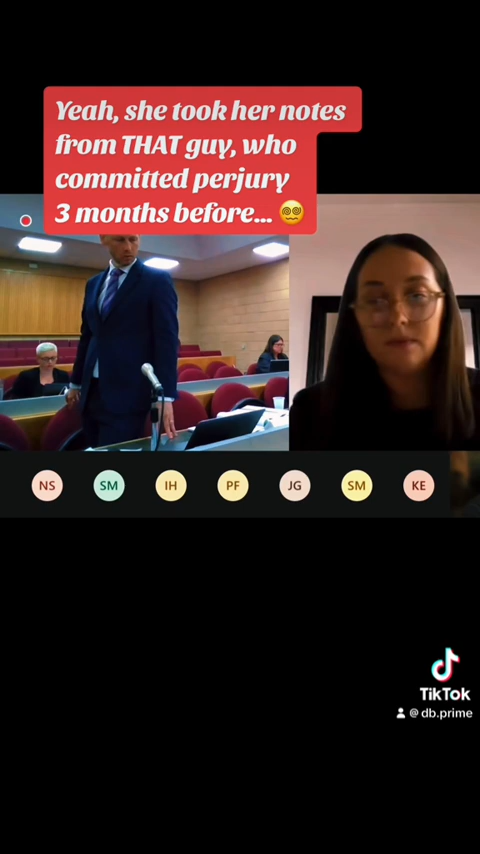 Yeah, she took her notes
from THAT guy, who
committed perjury
3 months before... 😵‍💫
NS SM IH PF JG SM KE
TikTok
@ db.prime